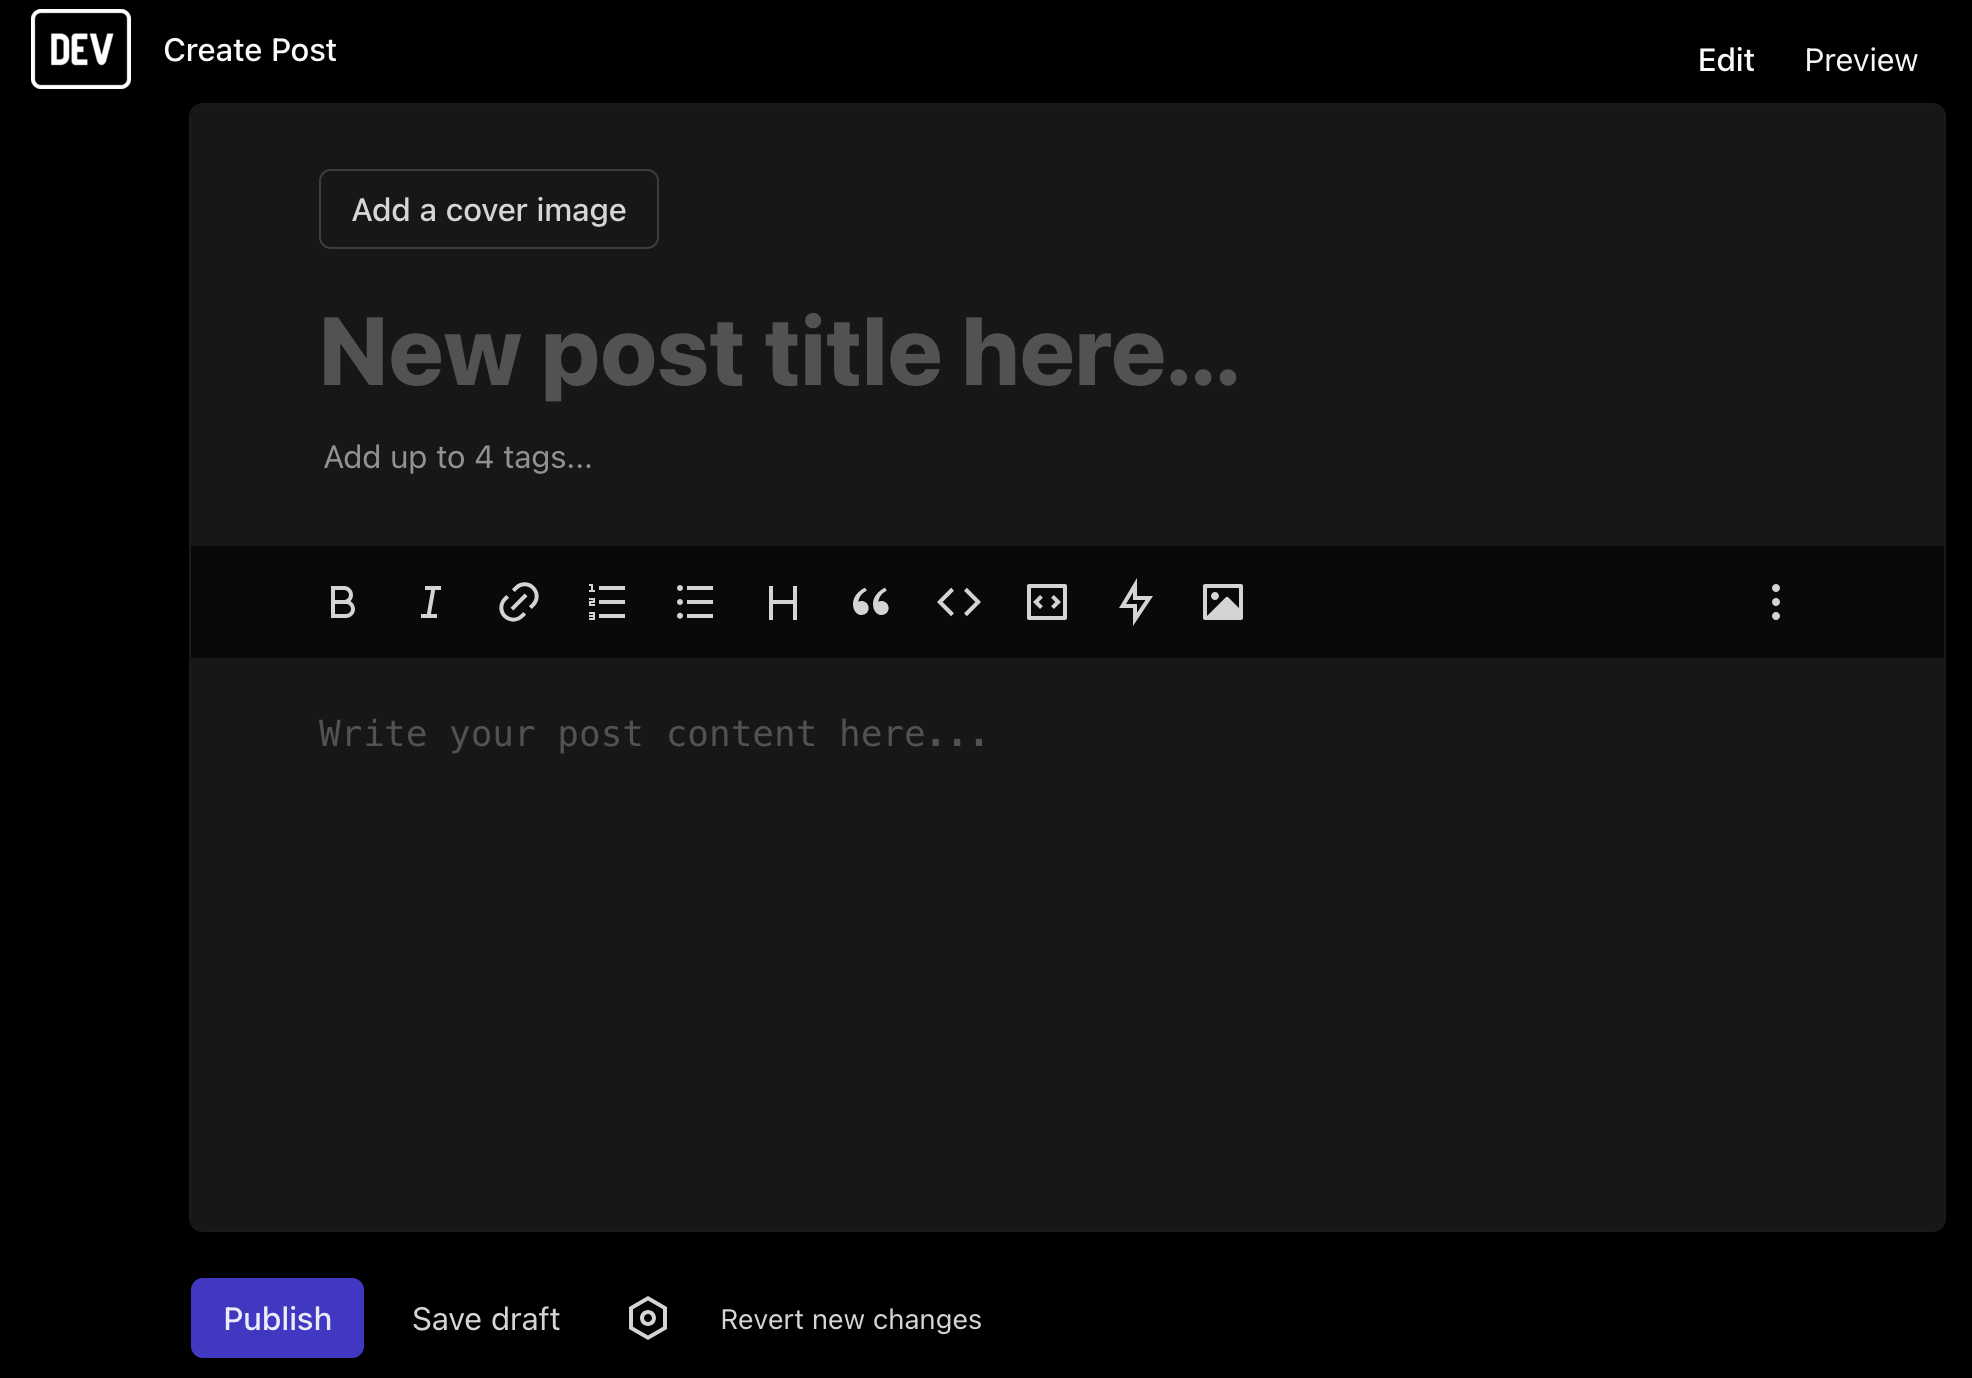 DEV
Create Post
Edit
Preview
Add a cover image
New post title here...
Add up to 4 tags...
Write your post content here...
Publish
Save draft
Revert new changes